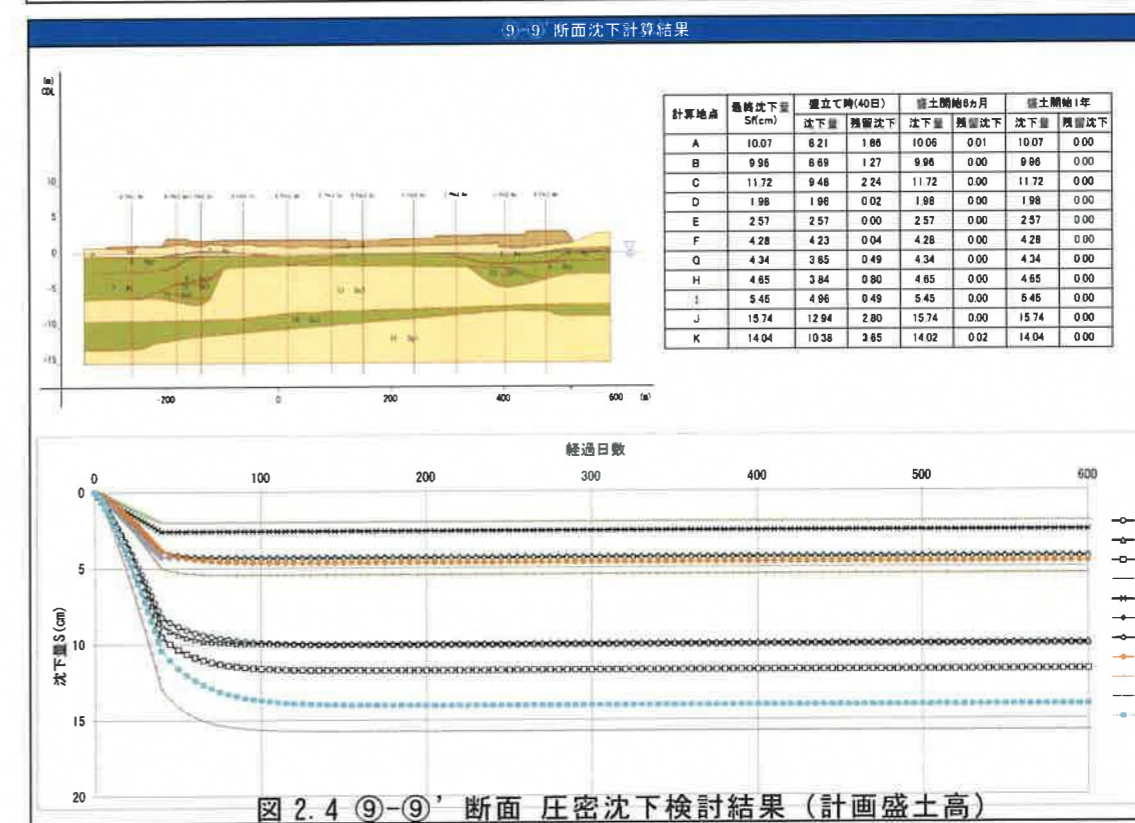 ⑨-⑨' 断面沈下計算結果
計算地点 最終沈下量 Sf(cm) 盛立て時(40日) 盛土開始6ヵ月 盛土開始1年
沈下量 残留沈下 沈下量 残留沈下 沈下量 残留沈下
A 10.07 8.21 1.86 10.06 0.01 10.07 0.00
B 9.96 8.69 1.27 9.96 0.00 9.96 0.00
C 11.72 9.48 2.24 11.72 0.00 11.72 0.00
D 1.98 1.96 0.02 1.98 0.00 1.98 0.00
E 2.57 2.57 0.00 2.57 0.00 2.57 0.00
F 4.28 4.23 0.04 4.28 0.00 4.28 0.00
G 4.34 3.85 0.49 4.34 0.00 4.34 0.00
H 4.65 3.84 0.80 4.65 0.00 4.65 0.00
I 5.45 4.96 0.49 5.45 0.00 5.45 0.00
J 15.74 12.94 2.80 15.74 0.00 15.74 0.00
K 14.04 10.38 3.65 14.02 0.02 14.04 0.00
(m)
CDL
10
5
0
-5
-10
-15
-200 0 200 400 600 (m)
経過日数
0 100 200 300 400 500 600
沈下量S(cm)
0
5
10
15
20
図 2.4 ⑨-⑨' 断面 圧密沈下検討結果(計画盛土高)